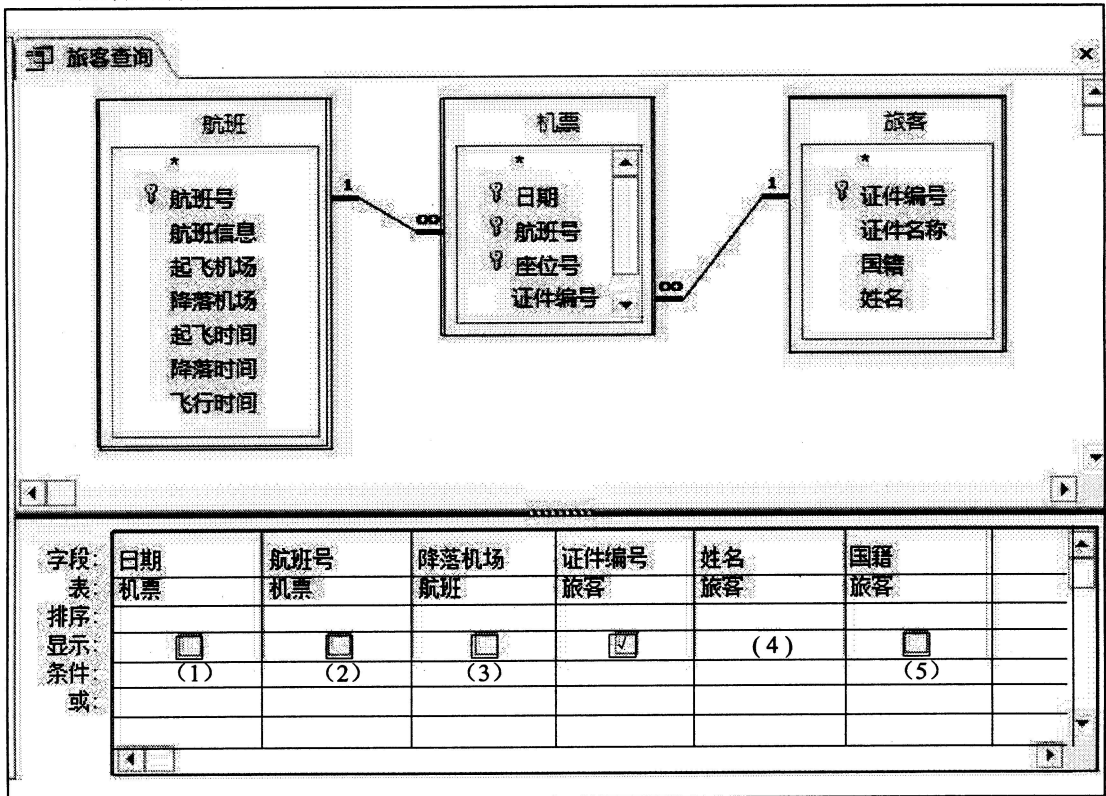 旅客查询 ×
航班
*
航班号
航班信息
起飞机场
降落机场
起飞时间
降落时间
飞行时间
1
∞
机票
*
日期
航班号
座位号
证件编号
∞
1
旅客
*
证件编号
证件名称
国籍
姓名
字段: 日期 航班号 降落机场 证件编号 姓名 国籍
表: 机票 机票 航班 旅客 旅客 旅客
排序:
显示: √ (4)
条件: (1) (2) (3) (5)
或: